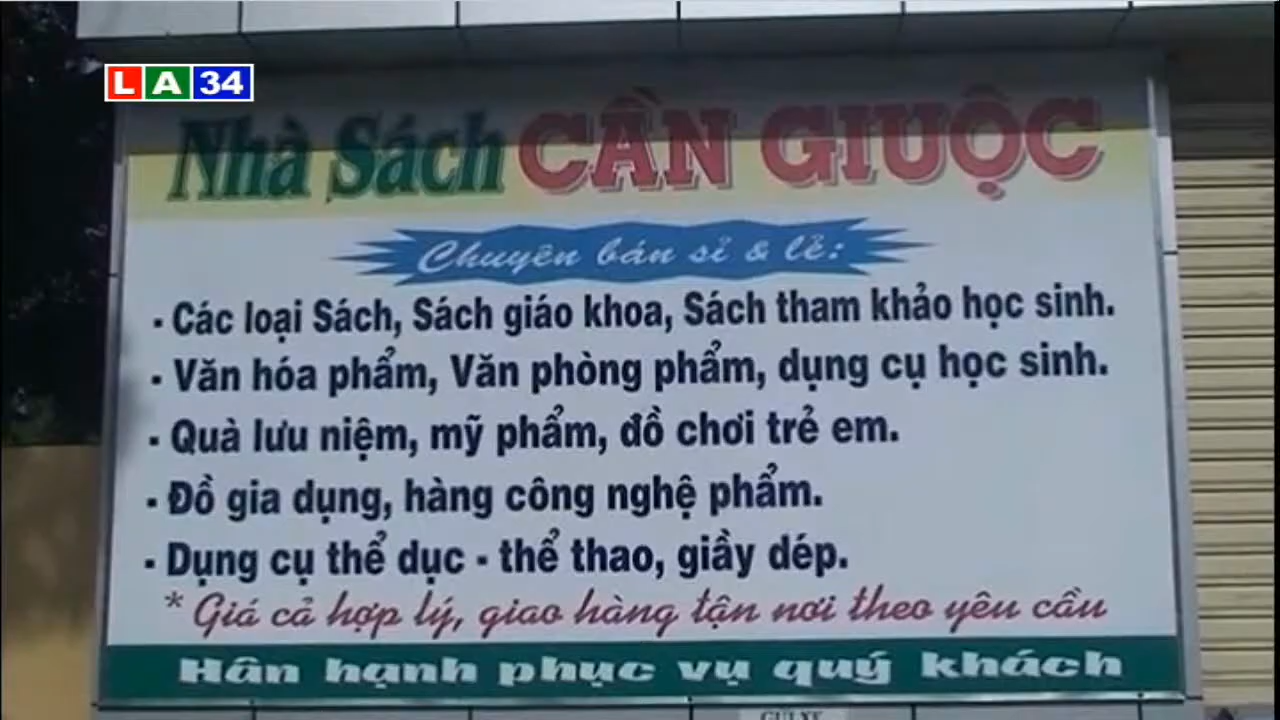 LA34
Nhà Sách CẦN GIUỘC
Chuyên bán sỉ & lẻ:
- Các loại Sách, Sách giáo khoa, Sách tham khảo học sinh.
- Văn hóa phẩm, Văn phòng phẩm, dụng cụ học sinh.
- Quà lưu niệm, mỹ phẩm, đồ chơi trẻ em.
- Đồ gia dụng, hàng công nghệ phẩm.
- Dụng cụ thể dục - thể thao, giầy dép.
* Giá cả hợp lý, giao hàng tận nơi theo yêu cầu
Hân hạnh phục vụ quý khách